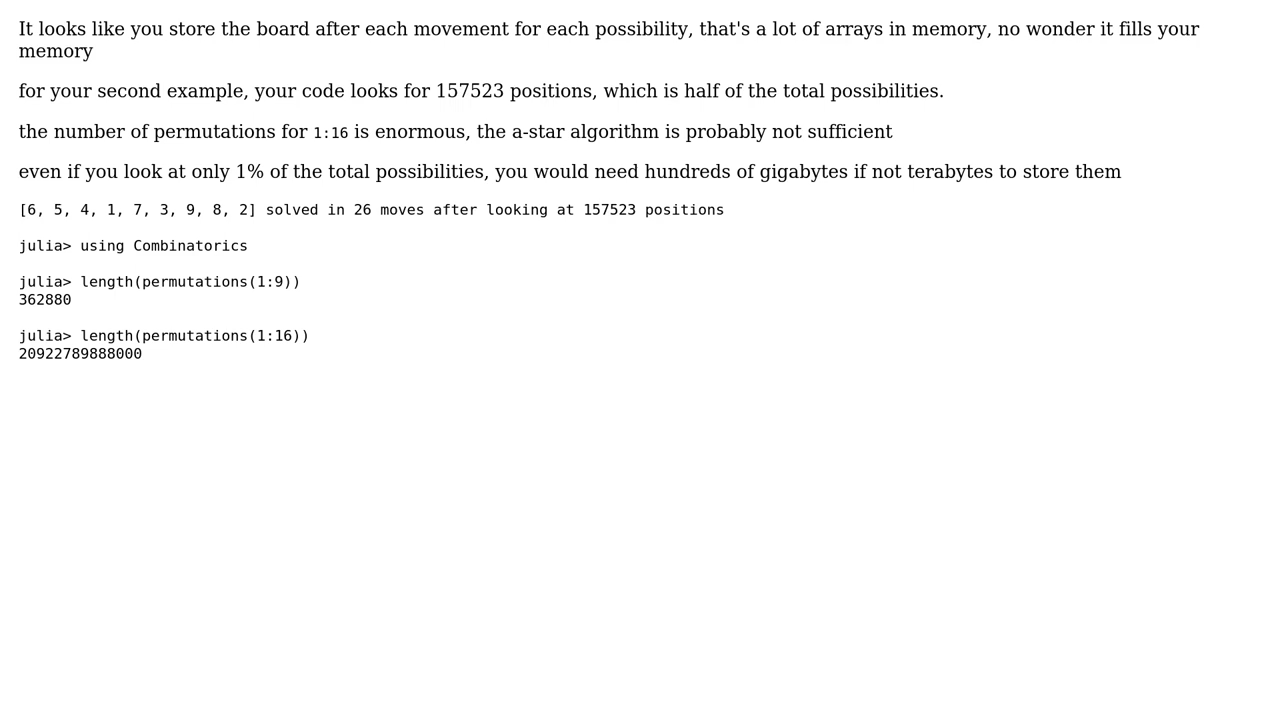 It looks like you store the board after each movement for each possibility, that's a lot of arrays in memory, no wonder it fills your
memory
for your second example, your code looks for 157523 positions, which is half of the total possibilities.
the number of permutations for 1:16 is enormous, the a-star algorithm is probably not sufficient
even if you look at only 1% of the total possibilities, you would need hundreds of gigabytes if not terabytes to store them
[6, 5, 4, 1, 7, 3, 9, 8, 2] solved in 26 moves after looking at 157523 positions
julia> using Combinatorics
julia> length(permutations(1:9))
362880
julia> length(permutations(1:16))
20922789888000